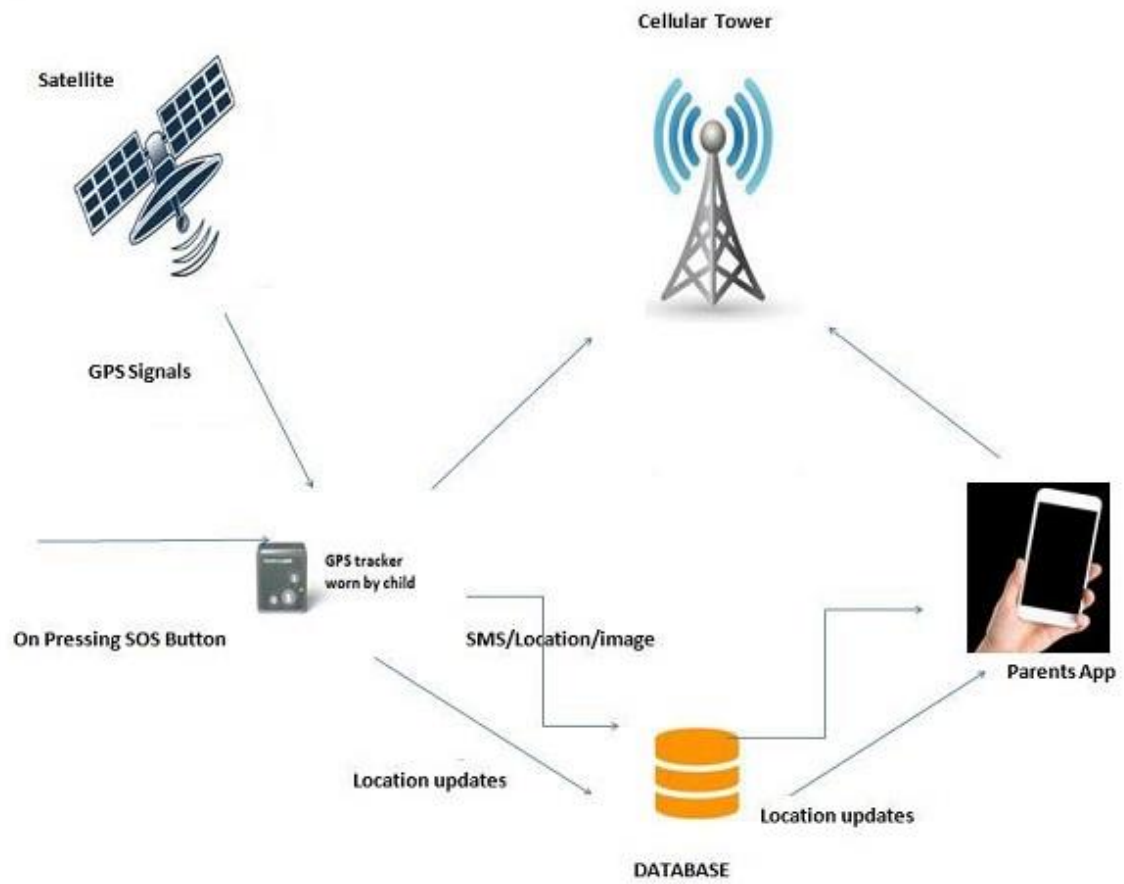 Cellular Tower
Satellite
GPS Signals
GPS tracker
worn by child
On Pressing SOS Button
SMS/Location/image
Parents App
Location updates
Location updates
DATABASE